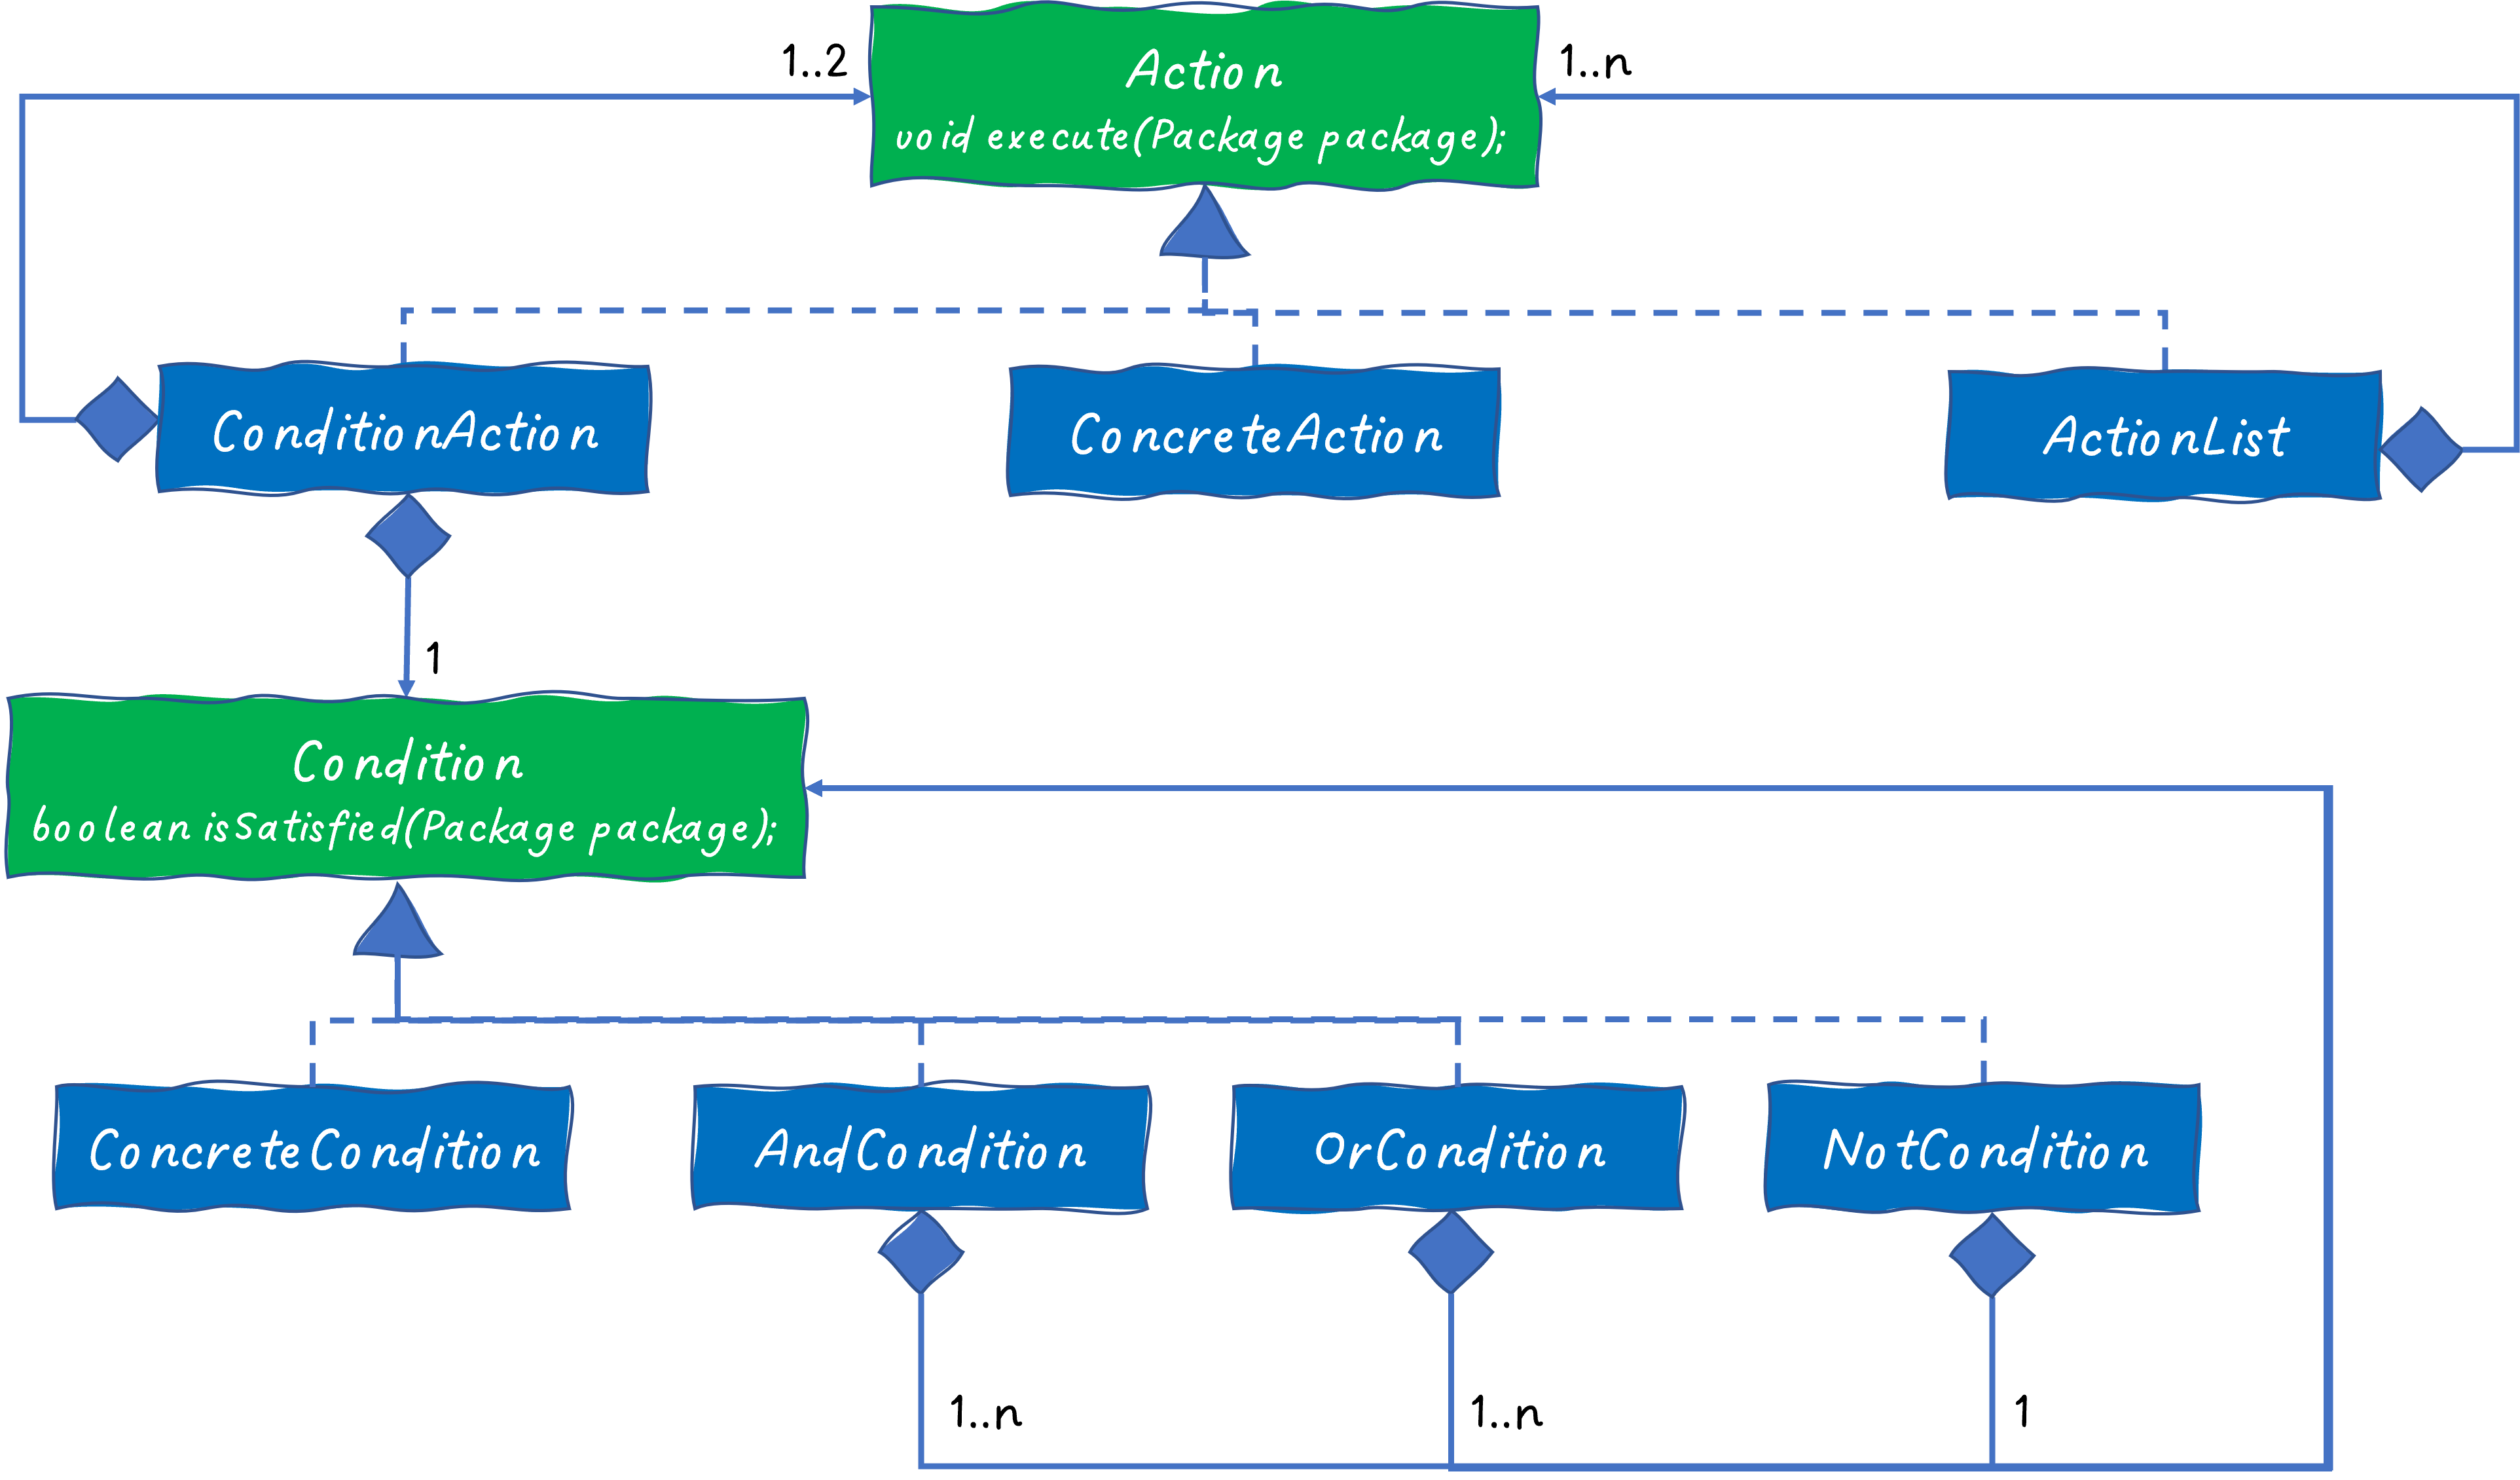 1..2
Action
1..n
void execute(Package package);
ConditionAction
ConcreteAction
ActionList
1
Condition
boolean isSatisfied(Package package);
ConcreteCondition
AndCondition
OrCondition
NotCondition
1..n
1..n
1